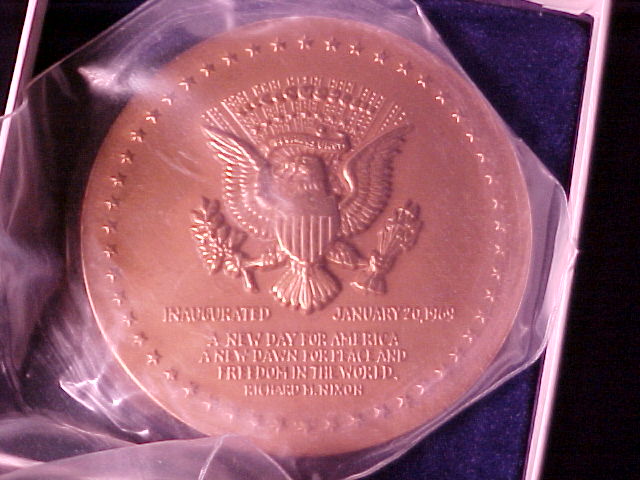 INAUGURATED JANUARY 20, 1969
A NEW DAY FOR AMERICA
A NEW DAWN FOR PEACE AND
FREEDOM IN THE WORLD.
RICHARD M. NIXON